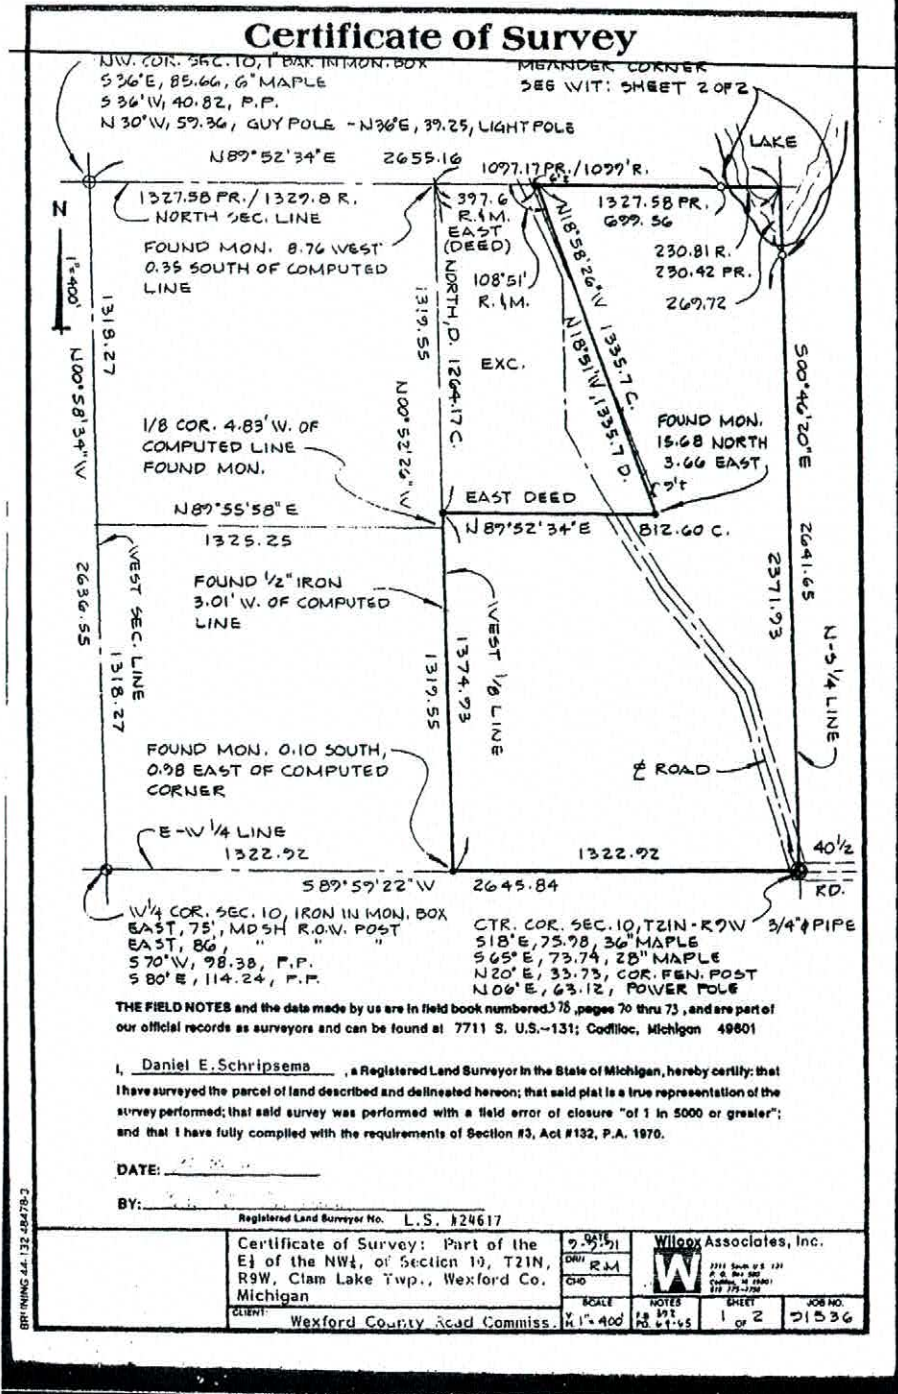 Certificate of Survey
NW. COR. SEC. 10, 1" BAR IN MON. BOX
S 36°E, 85.66, 6" MAPLE
S 36°W, 40.82, P.P.
N 30°W, 59.36, GUY POLE - N36°E, 39.25, LIGHT POLE
MEANDER CORNER
SEE WIT: SHEET 2 OF 2
LAKE
N89°52'34"E 2655.16
1097.17 PR./1099'R.
1327.58 PR./1329.8 R.
NORTH SEC. LINE
397.6
R.&M.
EAST
(DEED)
1327.58 PR.
699.56
N
1"=400'
FOUND MON. 8.76 WEST
0.35 SOUTH OF COMPUTED
LINE
230.81 R.
230.42 PR.
269.72
108°51'
R.&M.
N18°58'26"W 1335.7 C.
N18°51'W, 1335.7 D.
1318.27
N00°58'34"W
1319.55
NORTH, D. 1264.17 C.
N00°52'26"W
EXC.
S00°46'20"E
2641.65
2371.93
1/8 COR. 4.83' W. OF
COMPUTED LINE
FOUND MON.
FOUND MON.
15.68 NORTH
3.66 EAST
EAST DEED
N89°55'58"E
1325.25
N89°52'34"E 812.60 C.
2636.55
WEST SEC. LINE
1318.27
FOUND 1/2" IRON
3.01' W. OF COMPUTED
LINE
1319.55
1374.93
WEST 1/8 LINE
N-S 1/4 LINE
FOUND MON. 0.10 SOUTH,
0.98 EAST OF COMPUTED
CORNER
℄ ROAD
E-W 1/4 LINE
1322.92
1322.92
40 1/2
RD.
S89°59'22"W 2645.84
W 1/4 COR. SEC. 10, IRON IN MON. BOX
EAST, 75', MDSH R.O.W. POST
EAST, 86', " " "
S70°W, 98.38, P.P.
S 80°E, 114.24, P.P.
CTR. COR. SEC. 10, T21N-R9W
3/4"ϕ PIPE
S18°E, 75.98, 36" MAPLE
S65°E, 73.74, 28" MAPLE
N20°E, 33.73, COR. FEN. POST
N06°E, 63.12, POWER POLE
THE FIELD NOTES and the data made by us are in field book numbered 378, pages 70 thru 73, and are part of
our official records as surveyors and can be found at 7711 S. U.S.-131; Cadillac, Michigan 49601
I, Daniel E. Schripsema, a Registered Land Surveyor in the State of Michigan, hereby certify: that
I have surveyed the parcel of land described and delineated hereon; that said plat is a true representation of the
survey performed; that said survey was performed with a field error of closure "of 1 in 5000 or greater";
and that I have fully complied with the requirements of Section #3, Act #132, P.A. 1970.
DATE:
BY:
Registered Land Surveyor No. L.S. #24617
BRUNING 44-132 48478-3
Certificate of Survey: Part of the
E½ of the NW¼, of Section 10, T21N,
R9W, Clam Lake Twp., Wexford Co.
Michigan
CLIENT:
Wexford County Road Commiss.
DATE
DRN
RM
CHD
SCALE
1"= 400'
Wilcox Associates, Inc.
W
NOTES
SHEET
1 OF 2
JOB NO.
91536